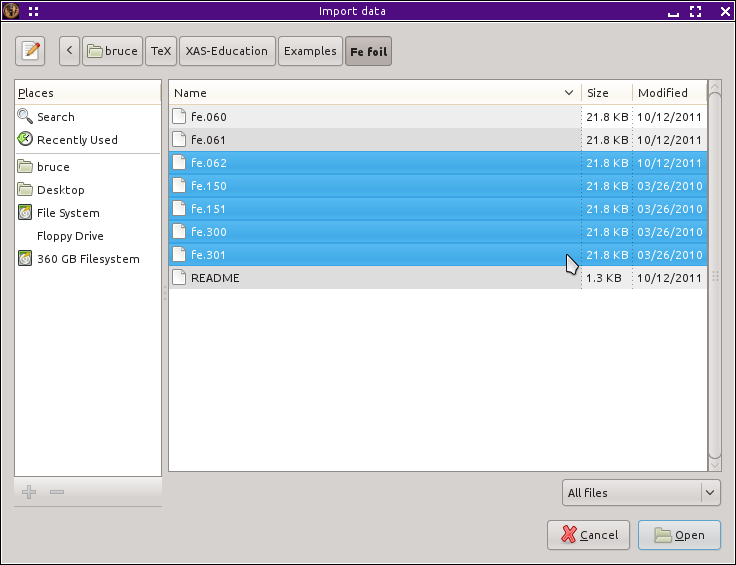 Import data
< bruce TeX XAS-Education Examples Fe foil
Places
Search
Recently Used
bruce
Desktop
File System
Floppy Drive
360 GB Filesystem
Name Size Modified
fe.060 21.8 KB 10/12/2011
fe.061 21.8 KB 10/12/2011
fe.062 21.8 KB 10/12/2011
fe.150 21.8 KB 03/26/2010
fe.151 21.8 KB 03/26/2010
fe.300 21.8 KB 03/26/2010
fe.301 21.8 KB 03/26/2010
README 1.3 KB 10/12/2011
All files
Cancel Open